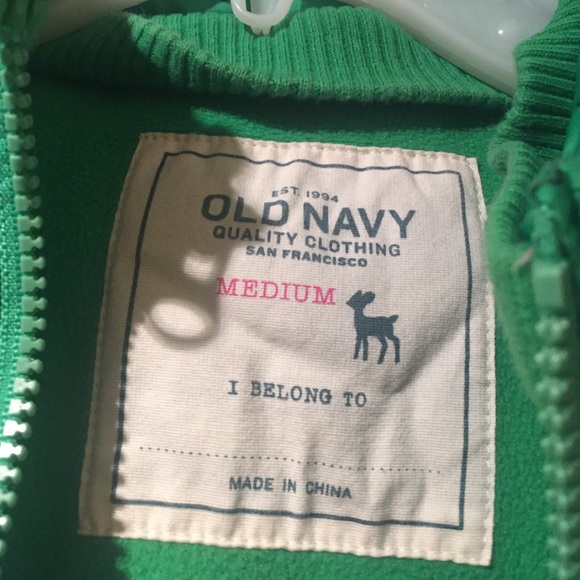 EST. 1994
OLD NAVY
QUALITY CLOTHING
SAN FRANCISCO
MEDIUM
I BELONG TO
MADE IN CHINA